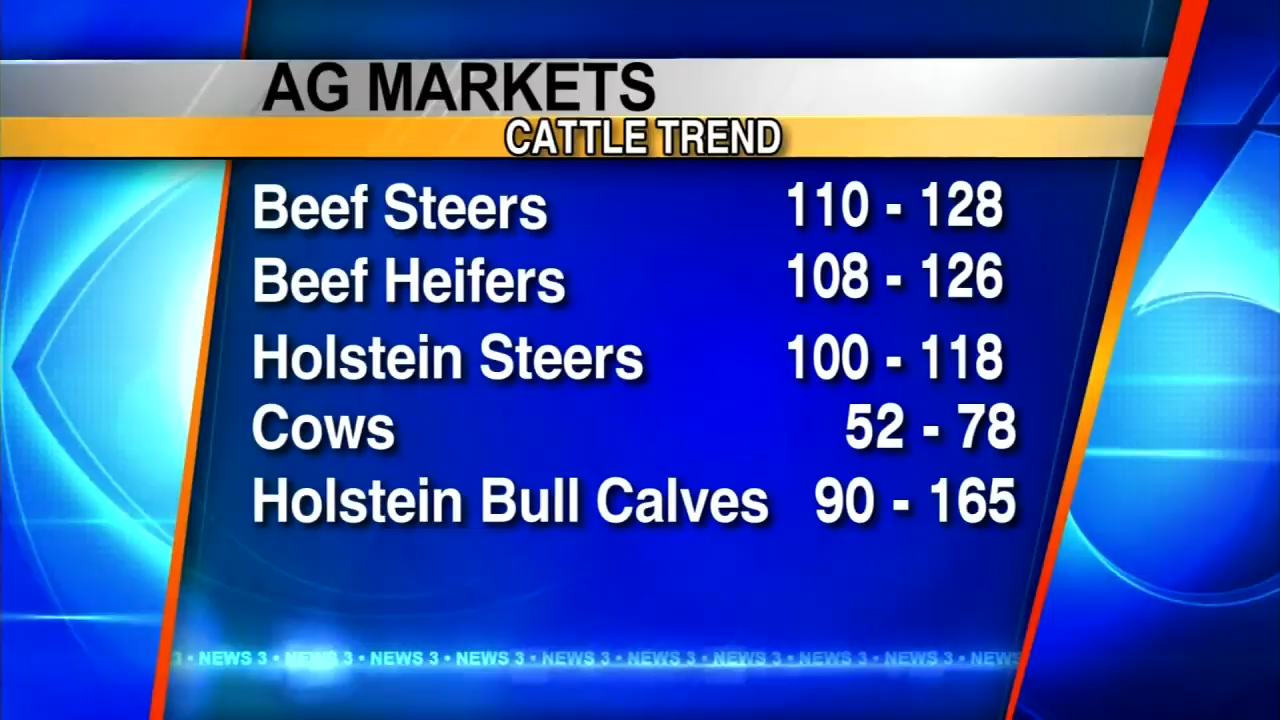 AG MARKETS
CATTLE TREND
Beef Steers 110 - 128
Beef Heifers 108 - 126
Holstein Steers 100 - 118
Cows 52 - 78
Holstein Bull Calves 90 - 165
3 • NEWS 3 • NEWS 3 • NEWS 3 • NEWS 3 • NEWS 3 • NEWS 3 • NEWS 3 • NEWS 3 • NEWS 3 • NEWS